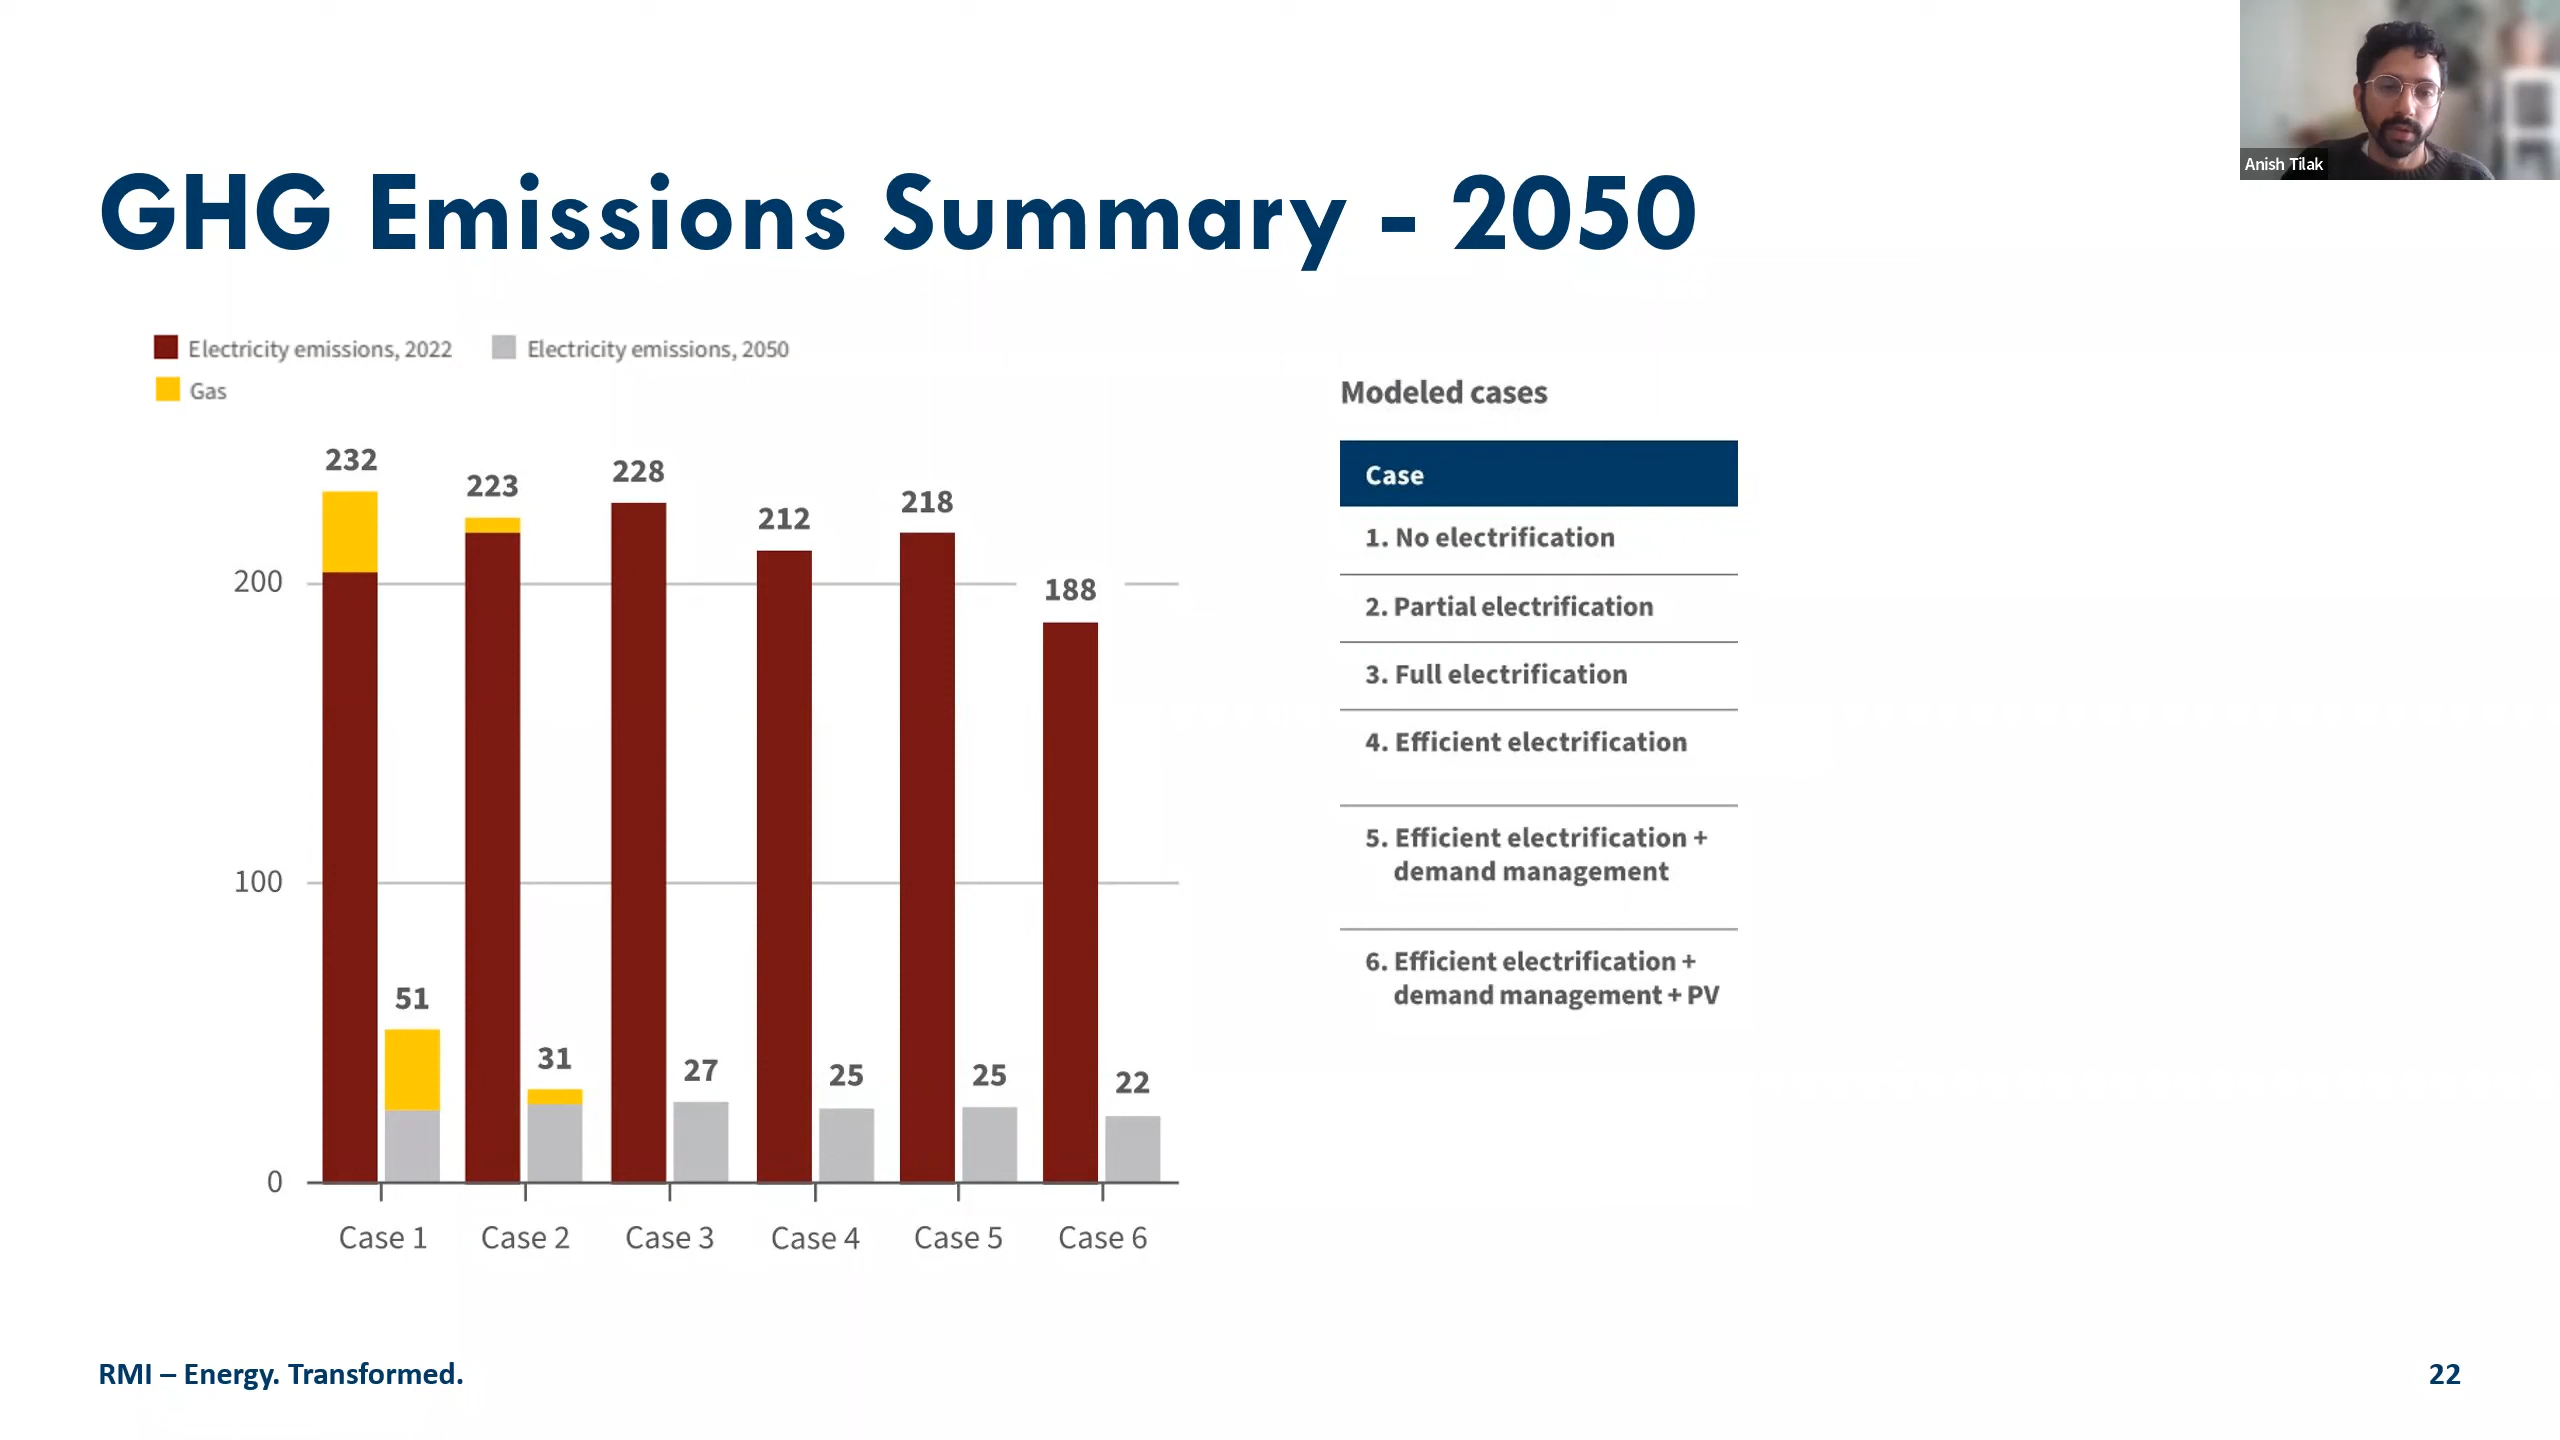 Anish Tilak
GHG Emissions Summary - 2050
Electricity emissions, 2022
Electricity emissions, 2050
Gas
Modeled cases
Case
1. No electrification
2. Partial electrification
3. Full electrification
4. Efficient electrification
5. Efficient electrification +
demand management
6. Efficient electrification +
demand management + PV
232
223
228
212
218
188
200
100
0
51
31
27
25
25
22
Case 1
Case 2
Case 3
Case 4
Case 5
Case 6
RMI – Energy. Transformed.
22